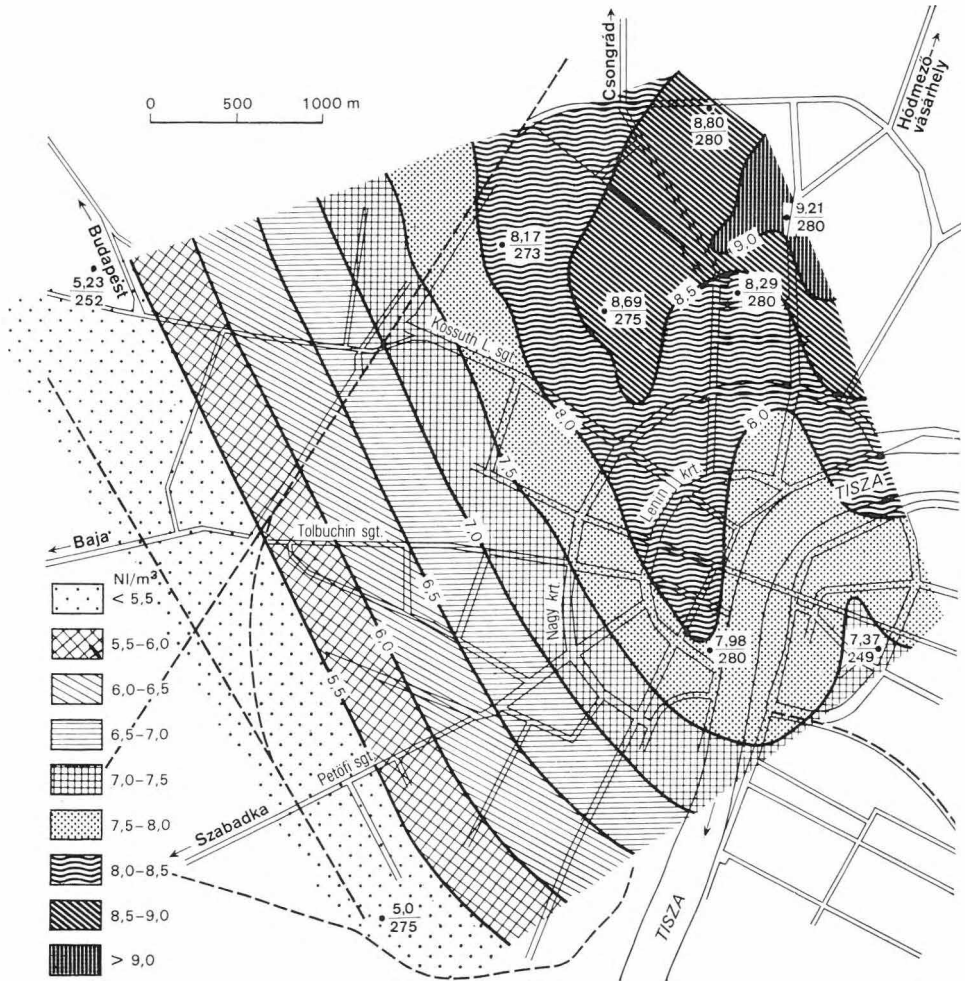 0 500 1000 m
Csongrád
Hódmező-
vásárhely
8,80
280
9,21
280
8,17
273
9,0
8,5
8,29
280
8,69
275
Budapest
5,23
252
Kossuth L. sgt.
8,0
8,0
7,5
Lenin krt.
TISZA
Baja
Tolbuchin sgt.
7,0
6,5
Nagy krt.
6,0
5,5
7,98
280
7,37
249
Petőfi sgt.
Szabadka
5,0
275
TISZA
Nl/m³
< 5,5
5,5–6,0
6,0–6,5
6,5–7,0
7,0–7,5
7,5–8,0
8,0–8,5
8,5–9,0
> 9,0